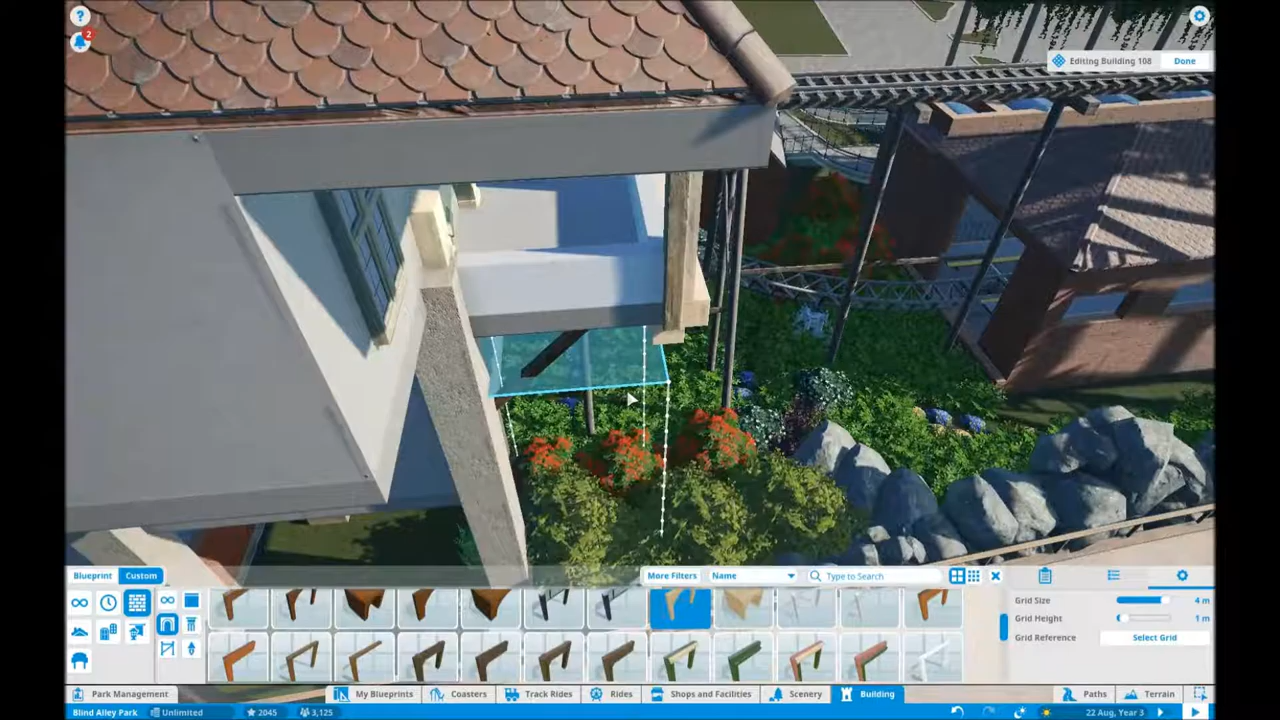 ?
2
Editing Building 108 Done
Blueprint Custom
More Filters Name Type to Search
Grid Size 4 m
Grid Height 1 m
Grid Reference Select Grid
Park Management My Blueprints Coasters Track Rides Rides Shops and Facilities Scenery Building Paths Terrain
Blind Alley Park Unlimited 2045 3,125 22 Aug, Year 3